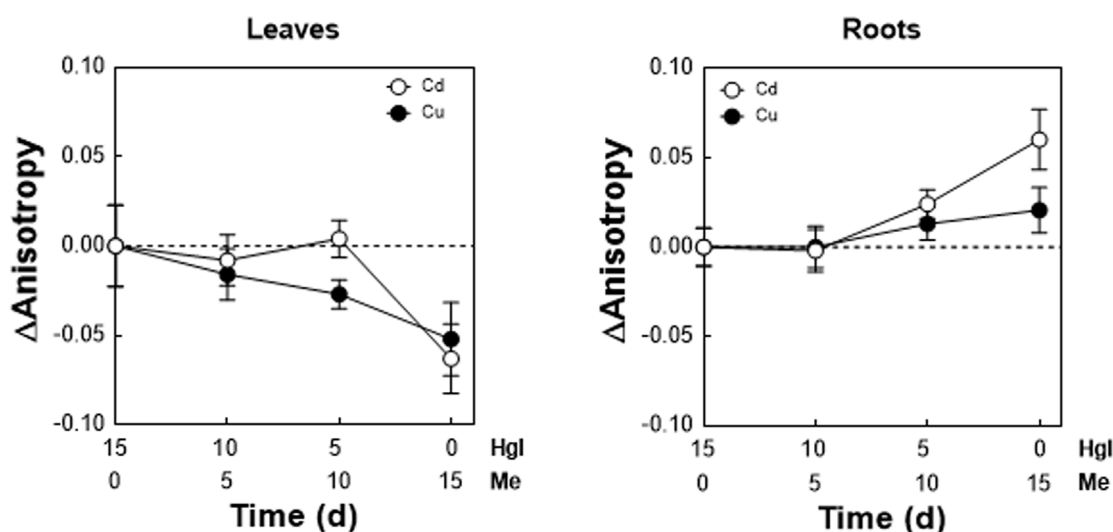 Leaves
0.10
0.05
0.00
-0.05
-0.10
ΔAnisotropy
Cd
Cu
15 10 5 0 Hgl
0 5 10 15 Me
Time (d)
Roots
0.10
0.05
0.00
-0.05
-0.10
ΔAnisotropy
Cd
Cu
15 10 5 0 Hgl
0 5 10 15 Me
Time (d)